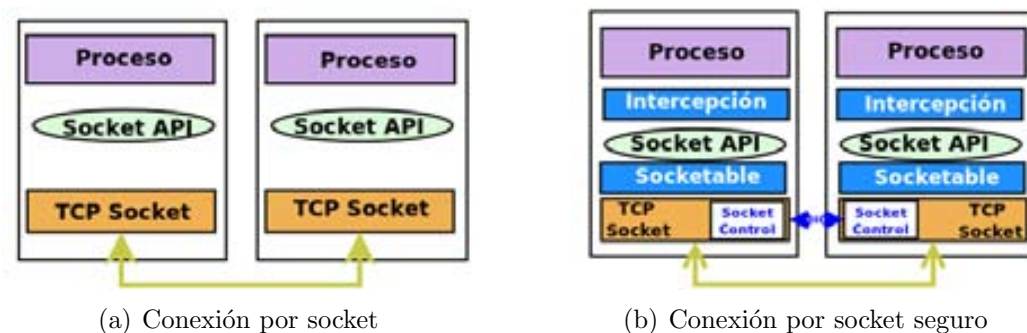 Proceso
Proceso
Socket API
Socket API
TCP Socket
TCP Socket
(a) Conexión por socket
Proceso
Proceso
Intercepción
Intercepción
Socket API
Socket API
Socketable
Socketable
TCP Socket
Socket Control
Socket Control
TCP Socket
(b) Conexión por socket seguro